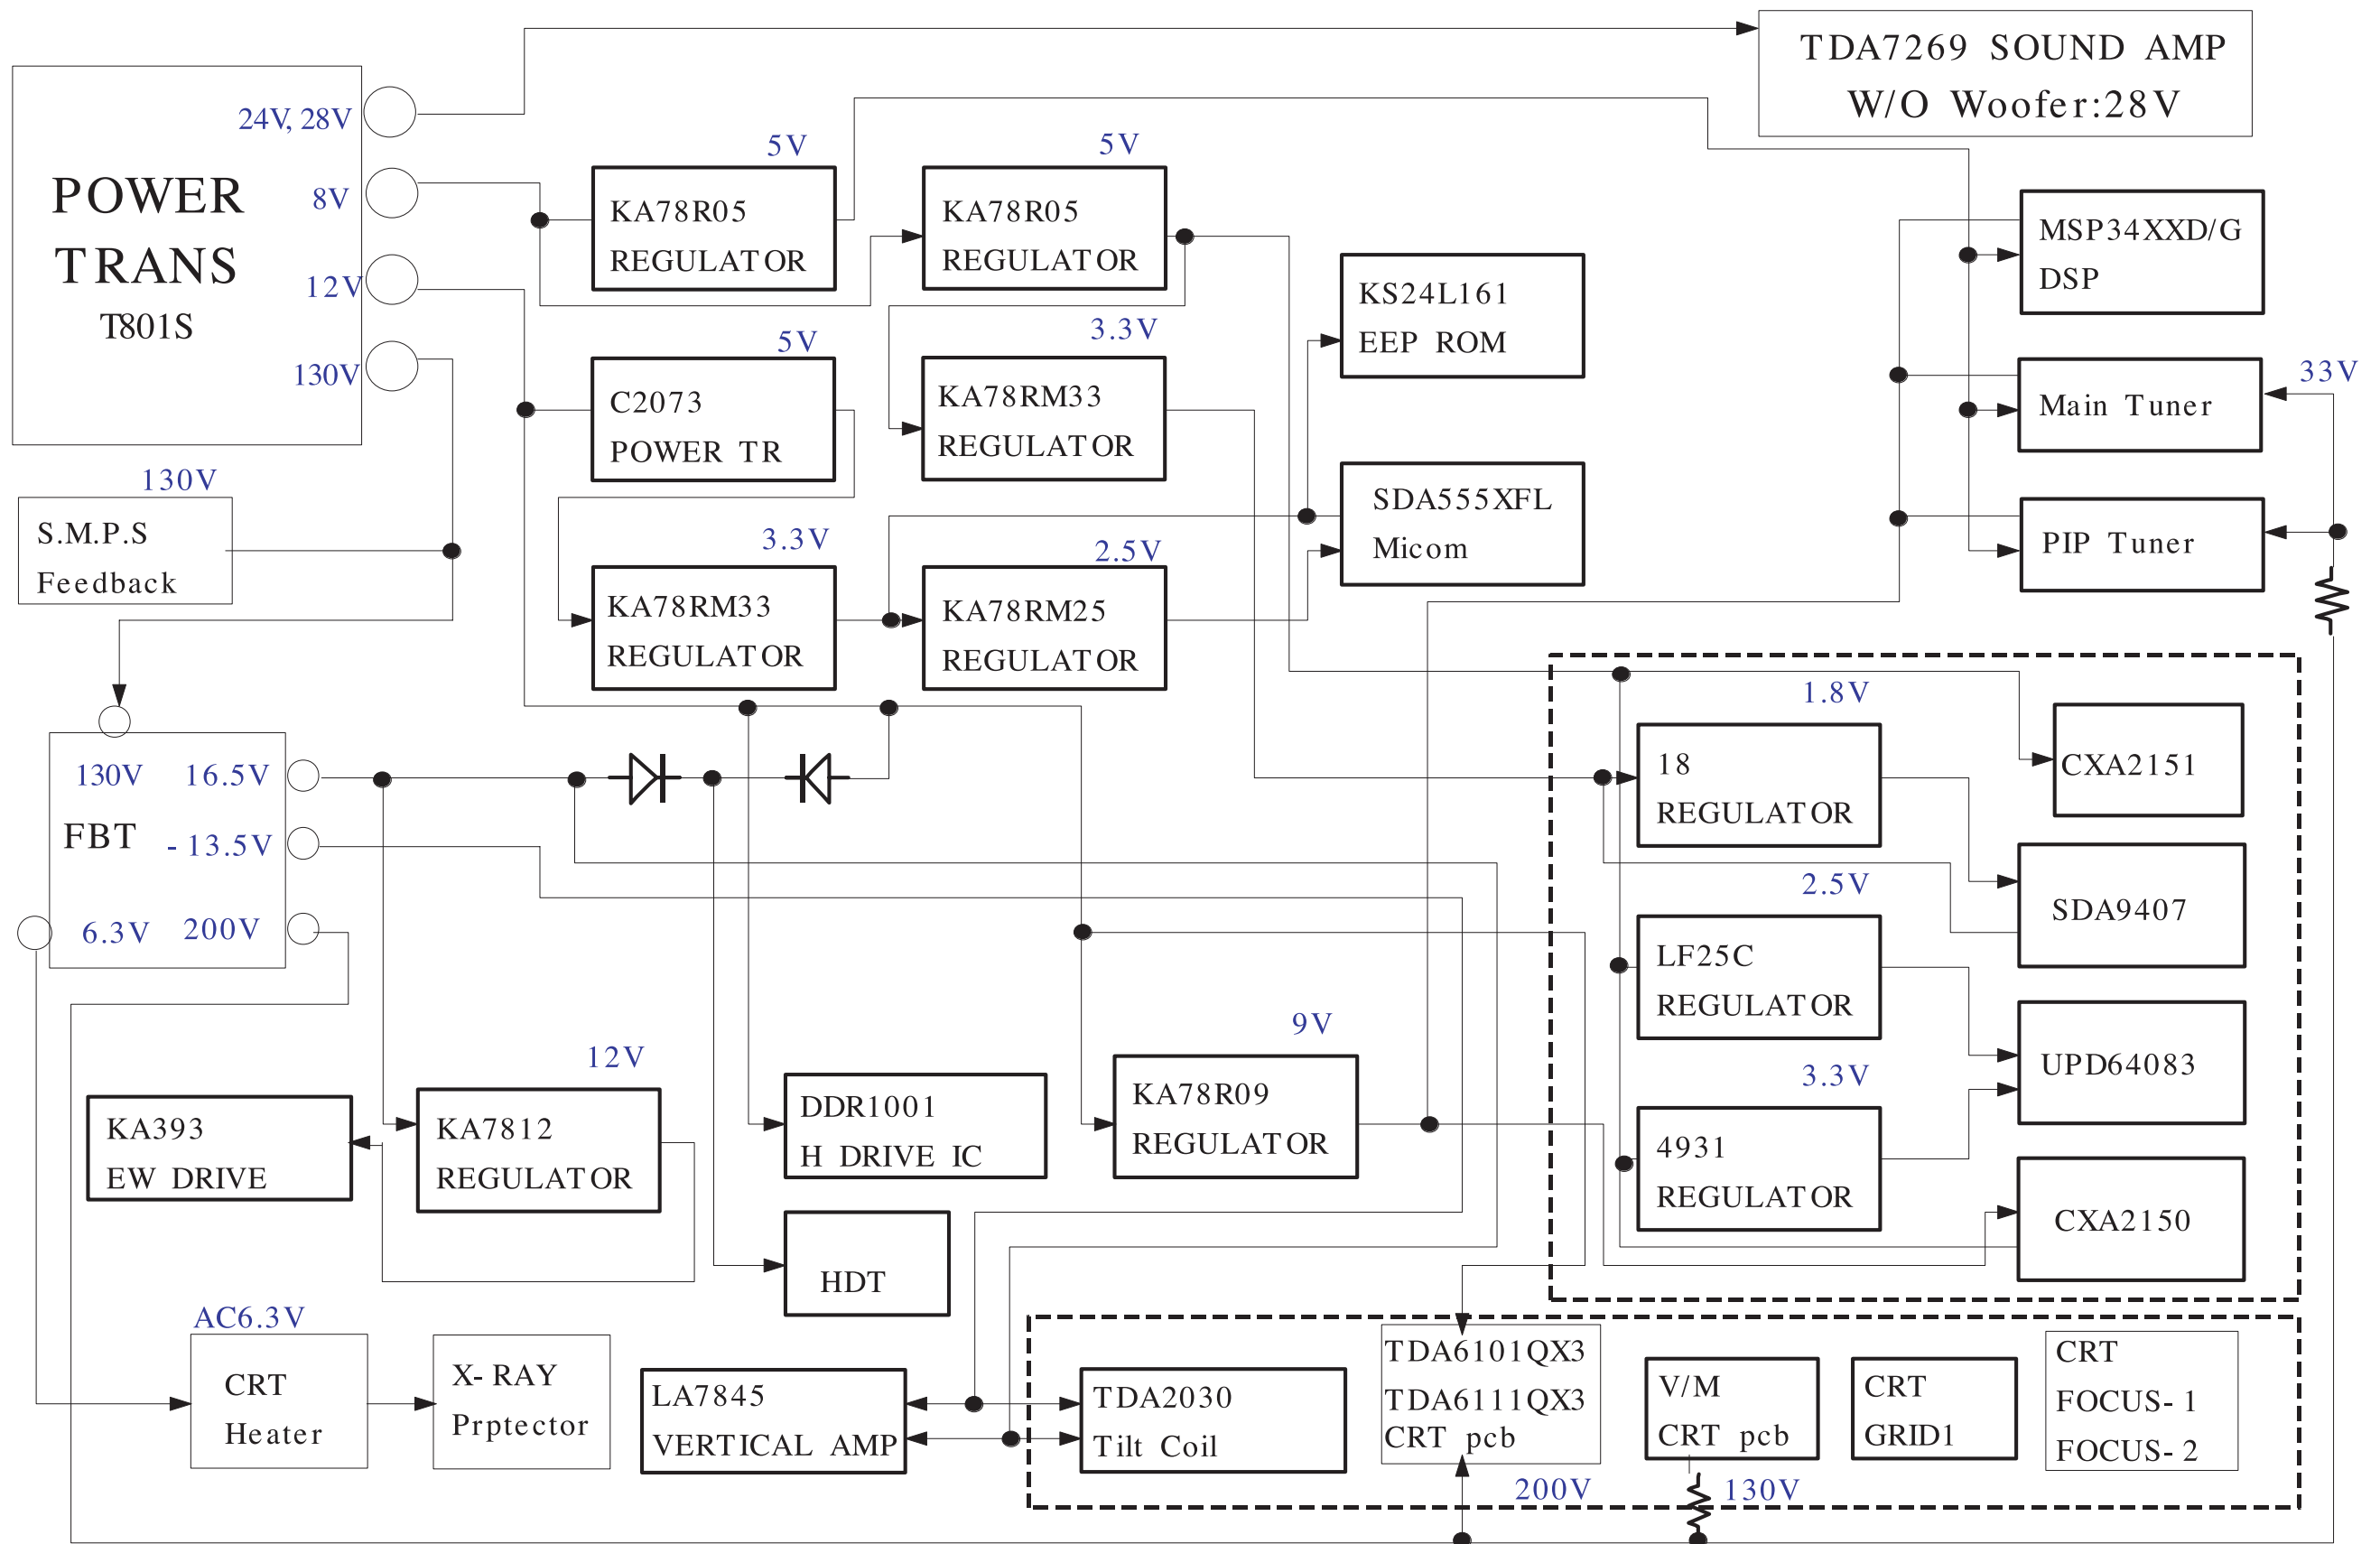 TDA7269 SOUND AMP
W/O Woofer:28V
24V, 28V
POWER
TRANS
T801S
8V
12V
130V
5V
KA78R05
REGULATOR
5V
KA78R05
REGULATOR
MSP34XXD/G
DSP
KS24L161
EEP ROM
5V
C2073
POWER TR
3.3V
KA78RM33
REGULATOR
Main Tuner
33V
130V
S.M.P.S
Feedback
SDA555XFL
Micom
PIP Tuner
3.3V
KA78RM33
REGULATOR
2.5V
KA78RM25
REGULATOR
130V 16.5V
FBT - 13.5V
6.3V 200V
1.8V
18
REGULATOR
CXA2151
2.5V
LF25C
REGULATOR
SDA9407
3.3V
4931
REGULATOR
UPD64083
CXA2150
KA393
EW DRIVE
12V
KA7812
REGULATOR
DDR1001
H DRIVE IC
9V
KA78R09
REGULATOR
HDT
AC6.3V
CRT
Heater
X- RAY
Prptector
LA7845
VERTICAL AMP
TDA2030
Tilt Coil
TDA6101QX3
TDA6111QX3
CRT pcb
200V
V/M
CRT pcb
130V
CRT
GRID1
CRT
FOCUS- 1
FOCUS- 2